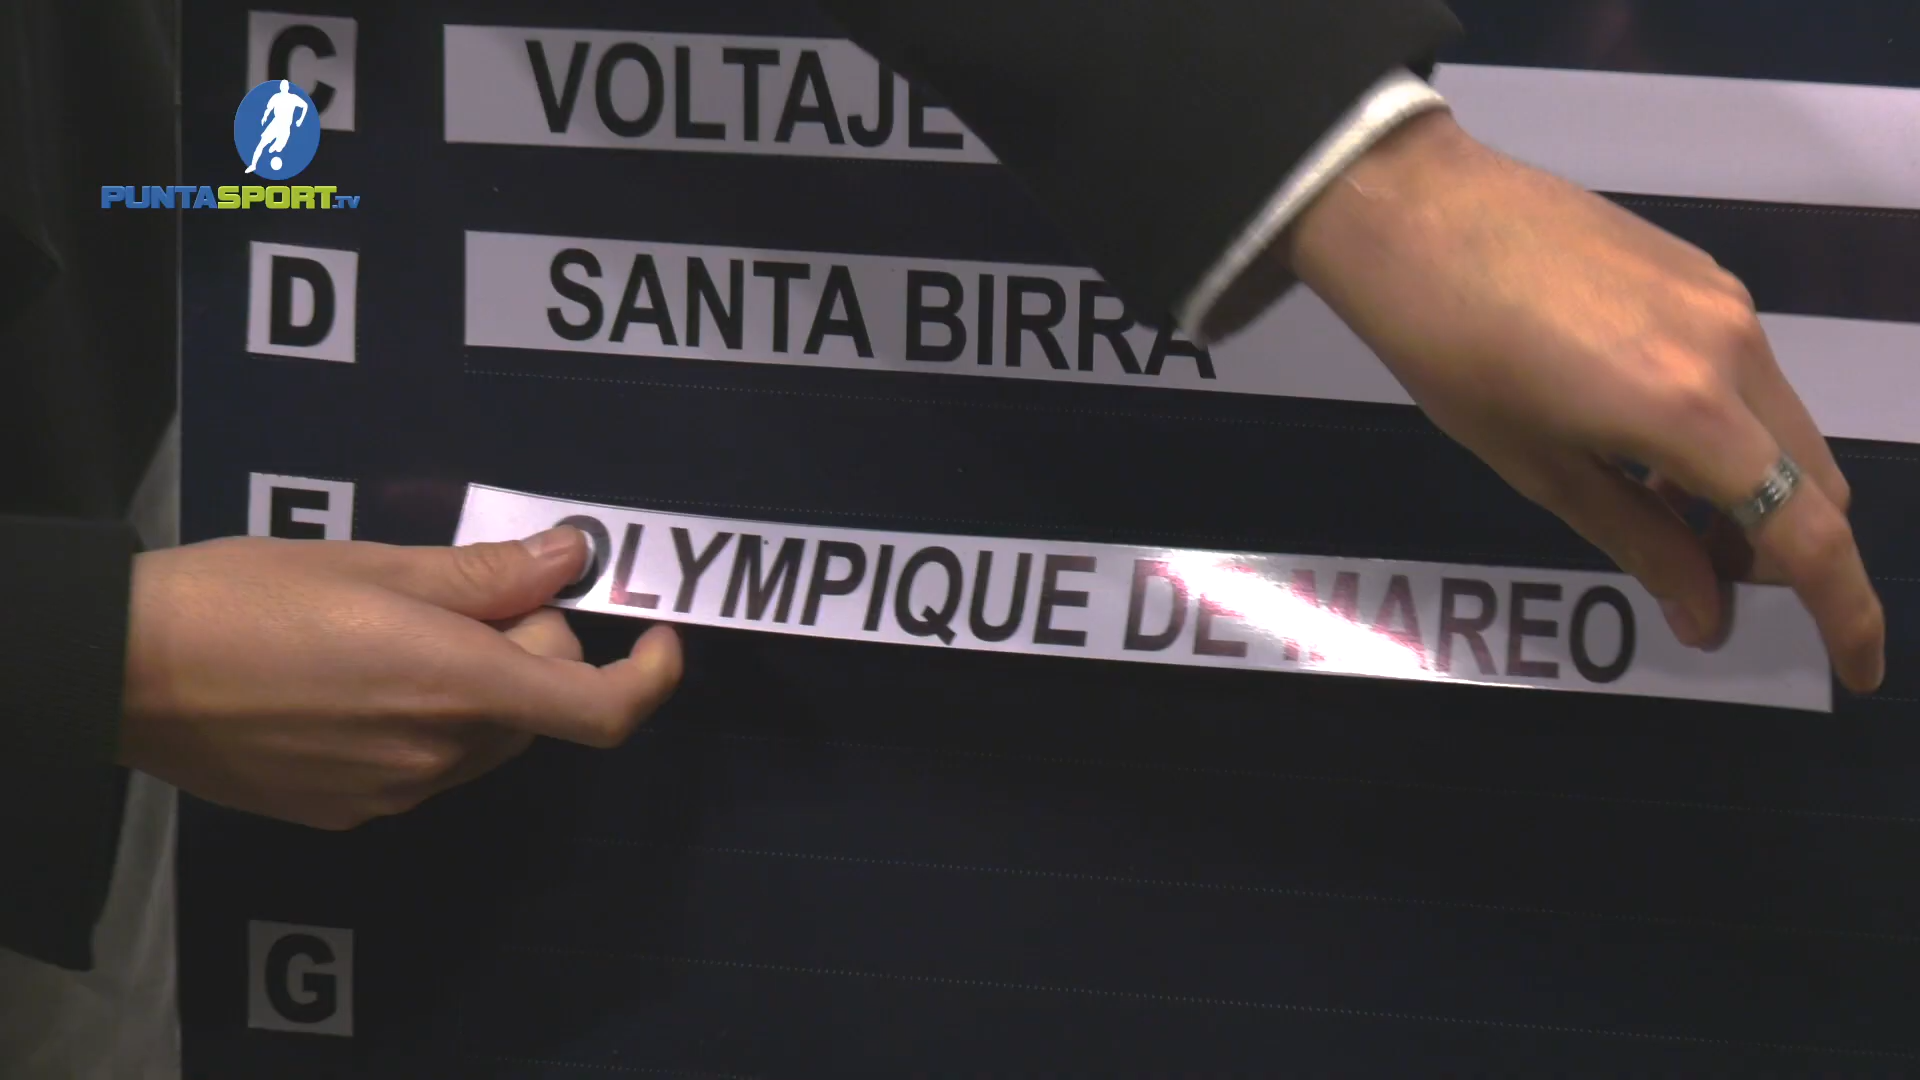 C VOLTAJE
PUNTASPORT.TV
D SANTA BIRRA
E OLYMPIQUE DE MAREO
G